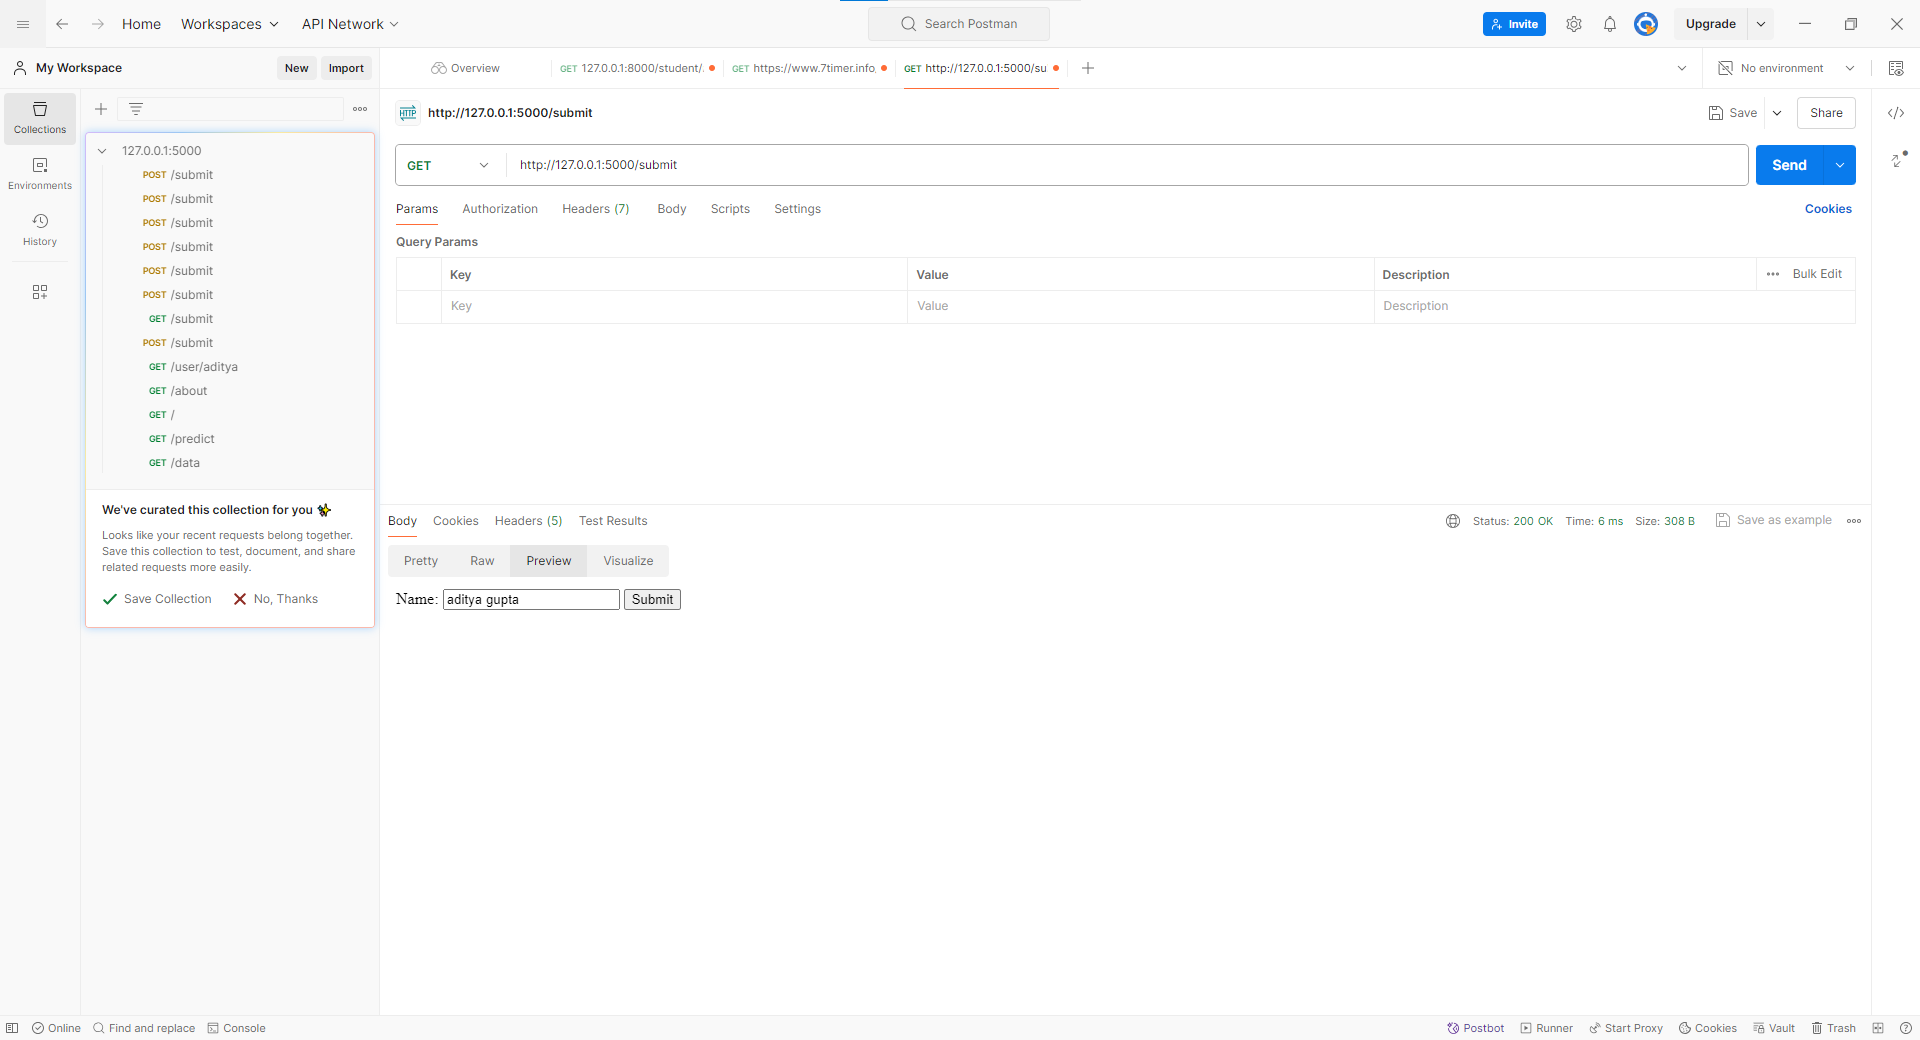 Home Workspaces API Network Search Postman Invite Upgrade
My Workspace New Import Overview GET 127.0.0.1:8000/student/. GET https://www.7timer.info, GET http://127.0.0.1:5000/su No environment
Collections
Environments
History
127.0.0.1:5000
POST /submit
POST /submit
POST /submit
POST /submit
POST /submit
POST /submit
GET /submit
POST /submit
GET /user/aditya
GET /about
GET /
GET /predict
GET /data
We've curated this collection for you
Looks like your recent requests belong together.
Save this collection to test, document, and share
related requests more easily.
Save Collection No, Thanks
HTTP http://127.0.0.1:5000/submit Save Share
GET http://127.0.0.1:5000/submit Send
Params Authorization Headers (7) Body Scripts Settings Cookies
Query Params
Key Value Description Bulk Edit
Key Value Description
Body Cookies Headers (5) Test Results Status: 200 OK Time: 6 ms Size: 308 B Save as example
Pretty Raw Preview Visualize
Name: aditya gupta Submit
Online Find and replace Console Postbot Runner Start Proxy Cookies Vault Trash